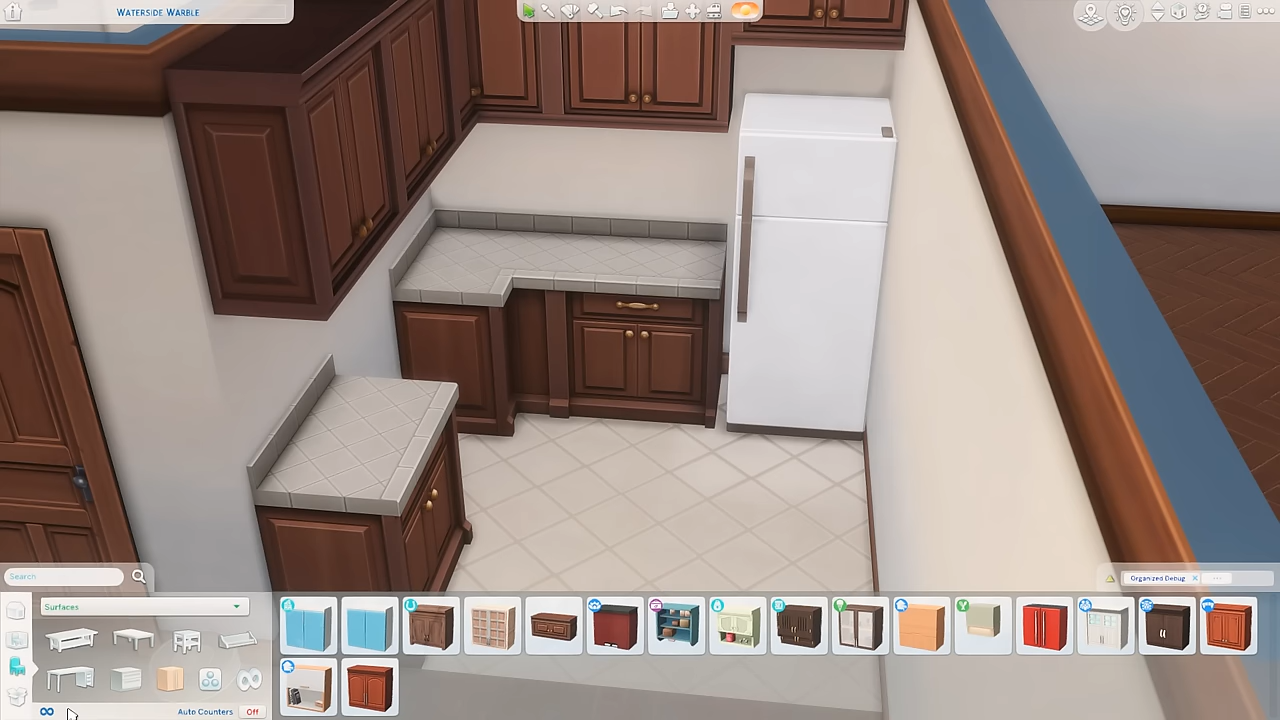 WATERSIDE WARBLE
Search
Organized Debug
Surfaces
Auto Counters
Off